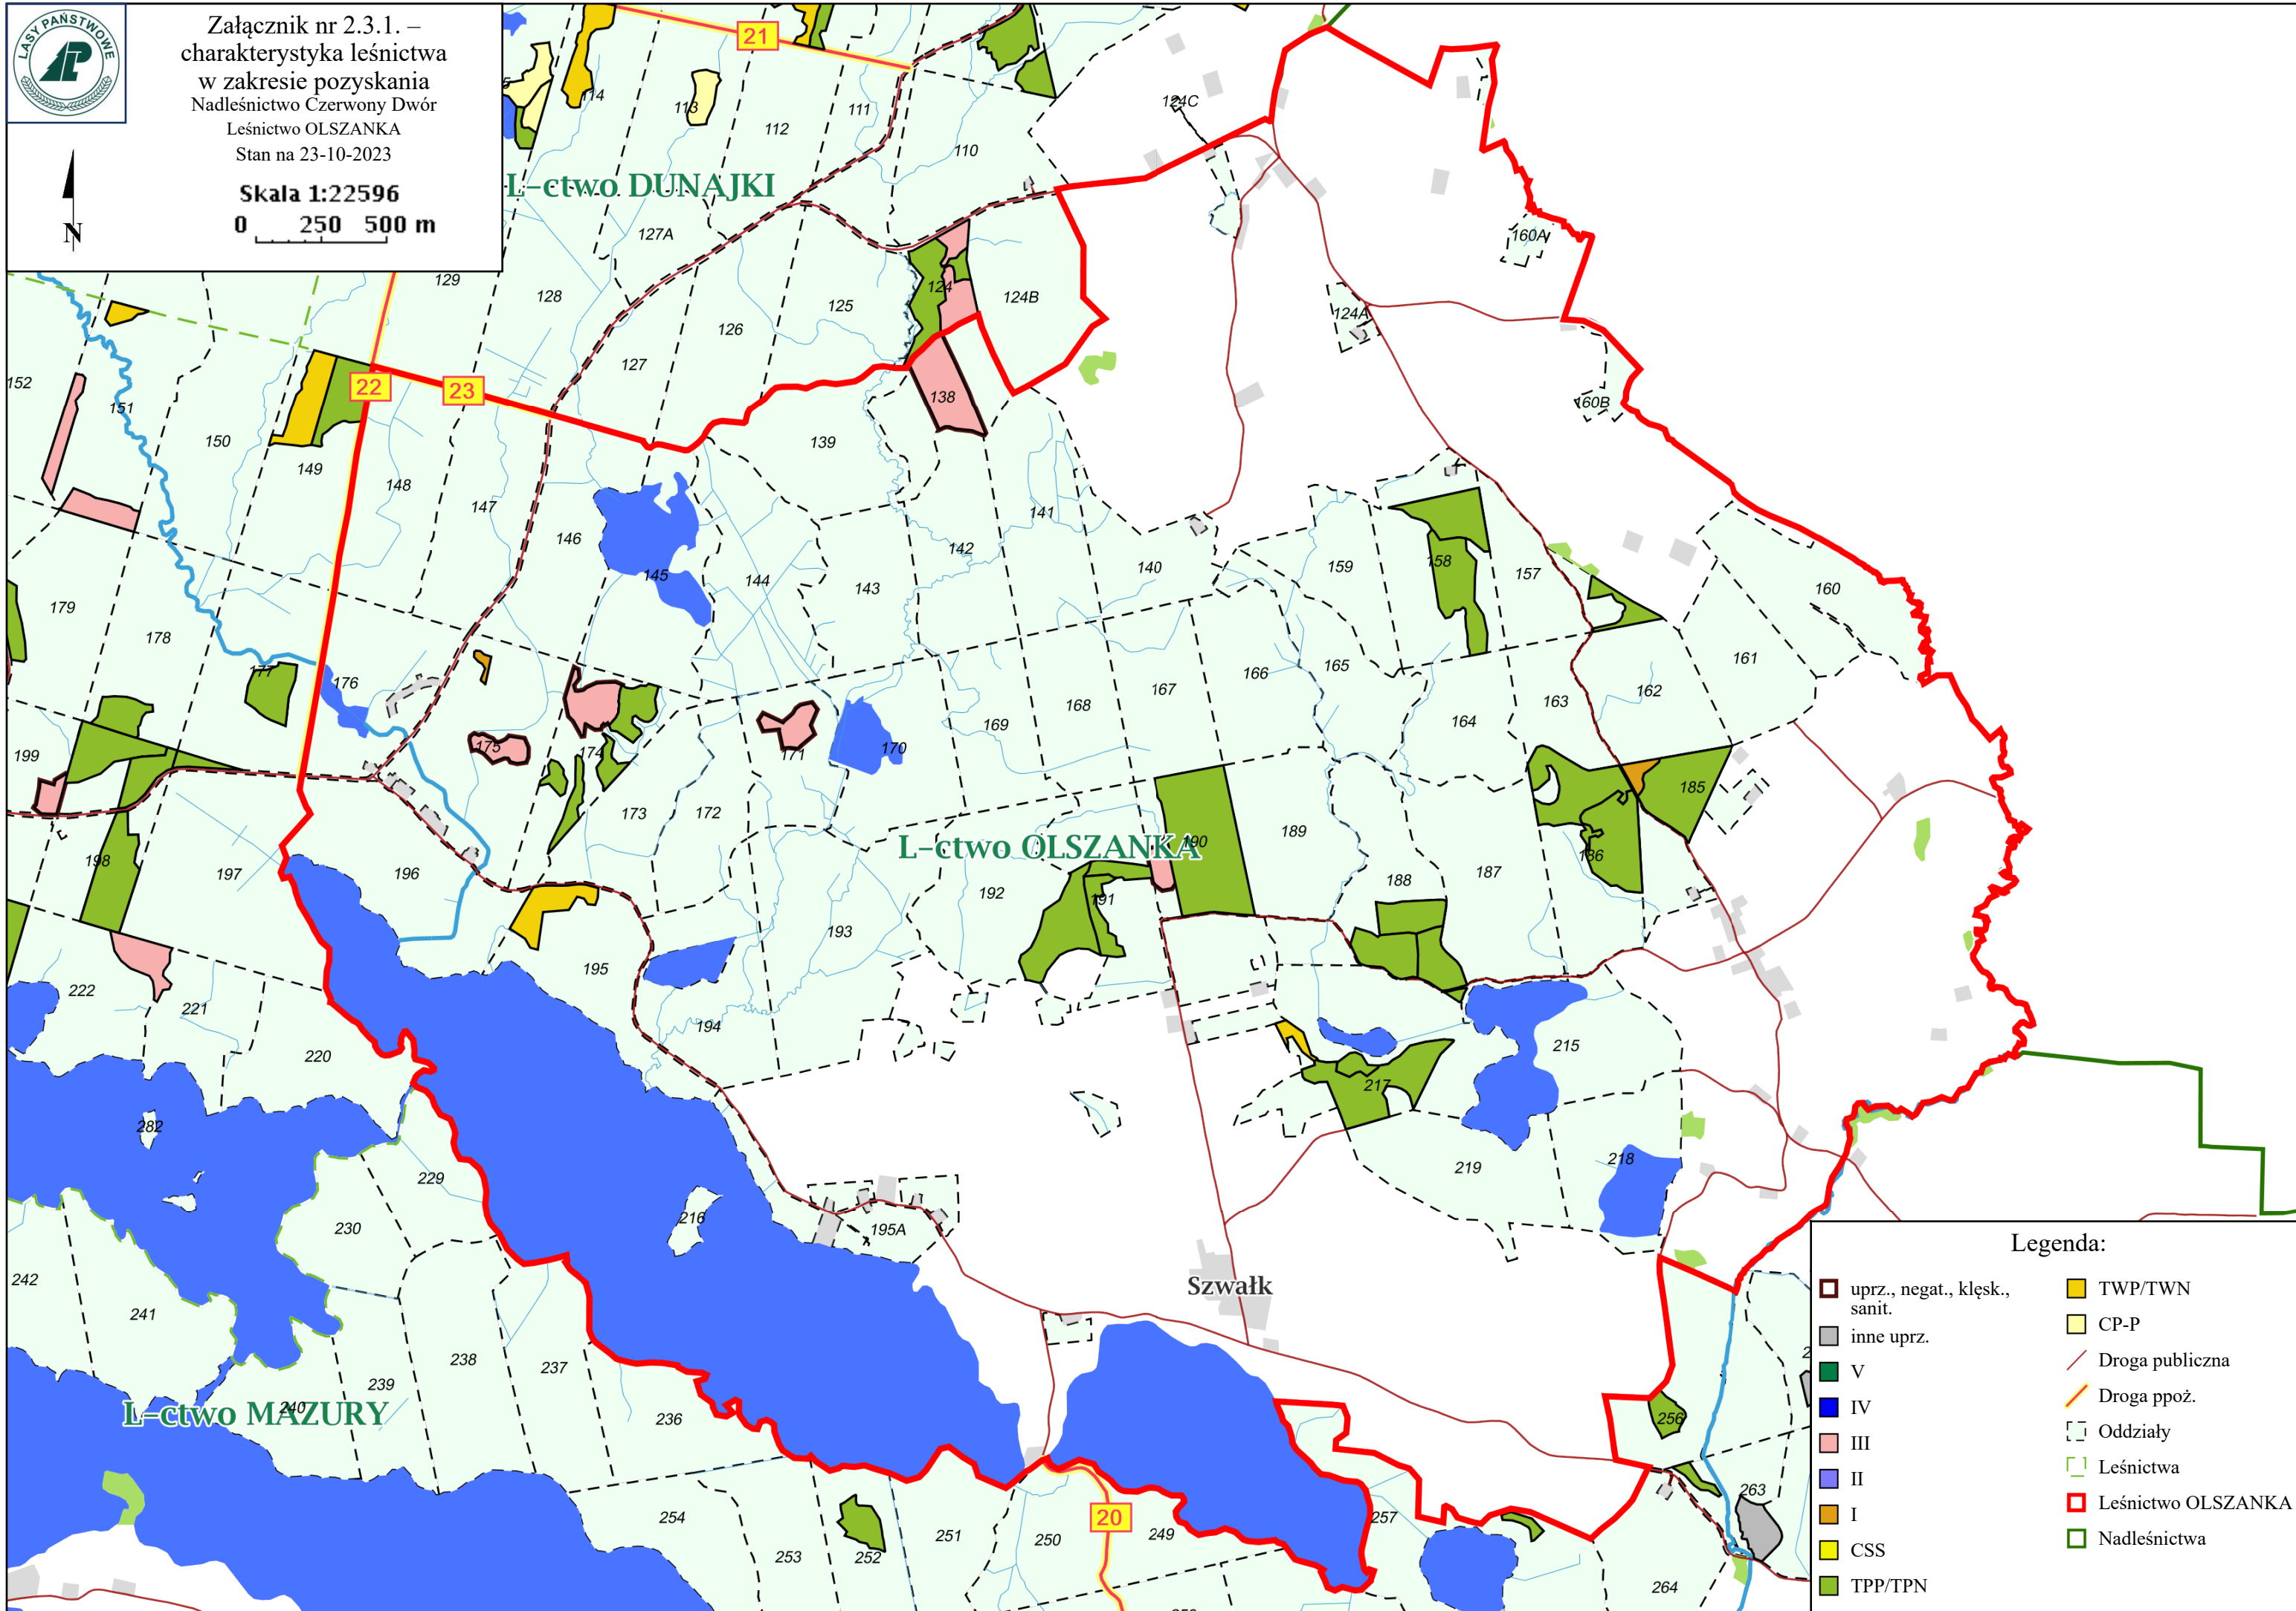 LASY PAŃSTWOWE
Załącznik nr 2.3.1. –
charakterystyka leśnictwa
w zakresie pozyskania
Nadleśnictwo Czerwony Dwór
Leśnictwo OLSZANKA
Stan na 23-10-2023
Skala 1:22596
0 250 500 m
N
21
114
113
112
111
110
124C
L-ctwo DUNAJKI
127A
160A
129
128
127
126
125
124
124B
124A
152
151
150
149
22
23
138
160B
148
147
146
139
145
144
143
142
141
140
159
158
157
160
179
178
177
176
175
174
171
170
169
168
167
166
165
164
163
162
161
199
173
172
L-ctwo OLSZANKA
190
189
185
186
198
197
196
195
193
192
191
188
187
222
221
220
194
215
217
282
229
219
218
230
216
195A
242
241
Szwałk
238
237
239
240
236
L-ctwo MAZURY
256
254
253
252
251
250
20
249
257
263
264
Legenda:
uprz., negat., klęsk.,
sanit.
inne uprz.
V
IV
III
II
I
CSS
TPP/TPN
TWP/TWN
CP-P
Droga publiczna
Droga ppoż.
Oddziały
Leśnictwa
Leśnictwo OLSZANKA
Nadleśnictwa